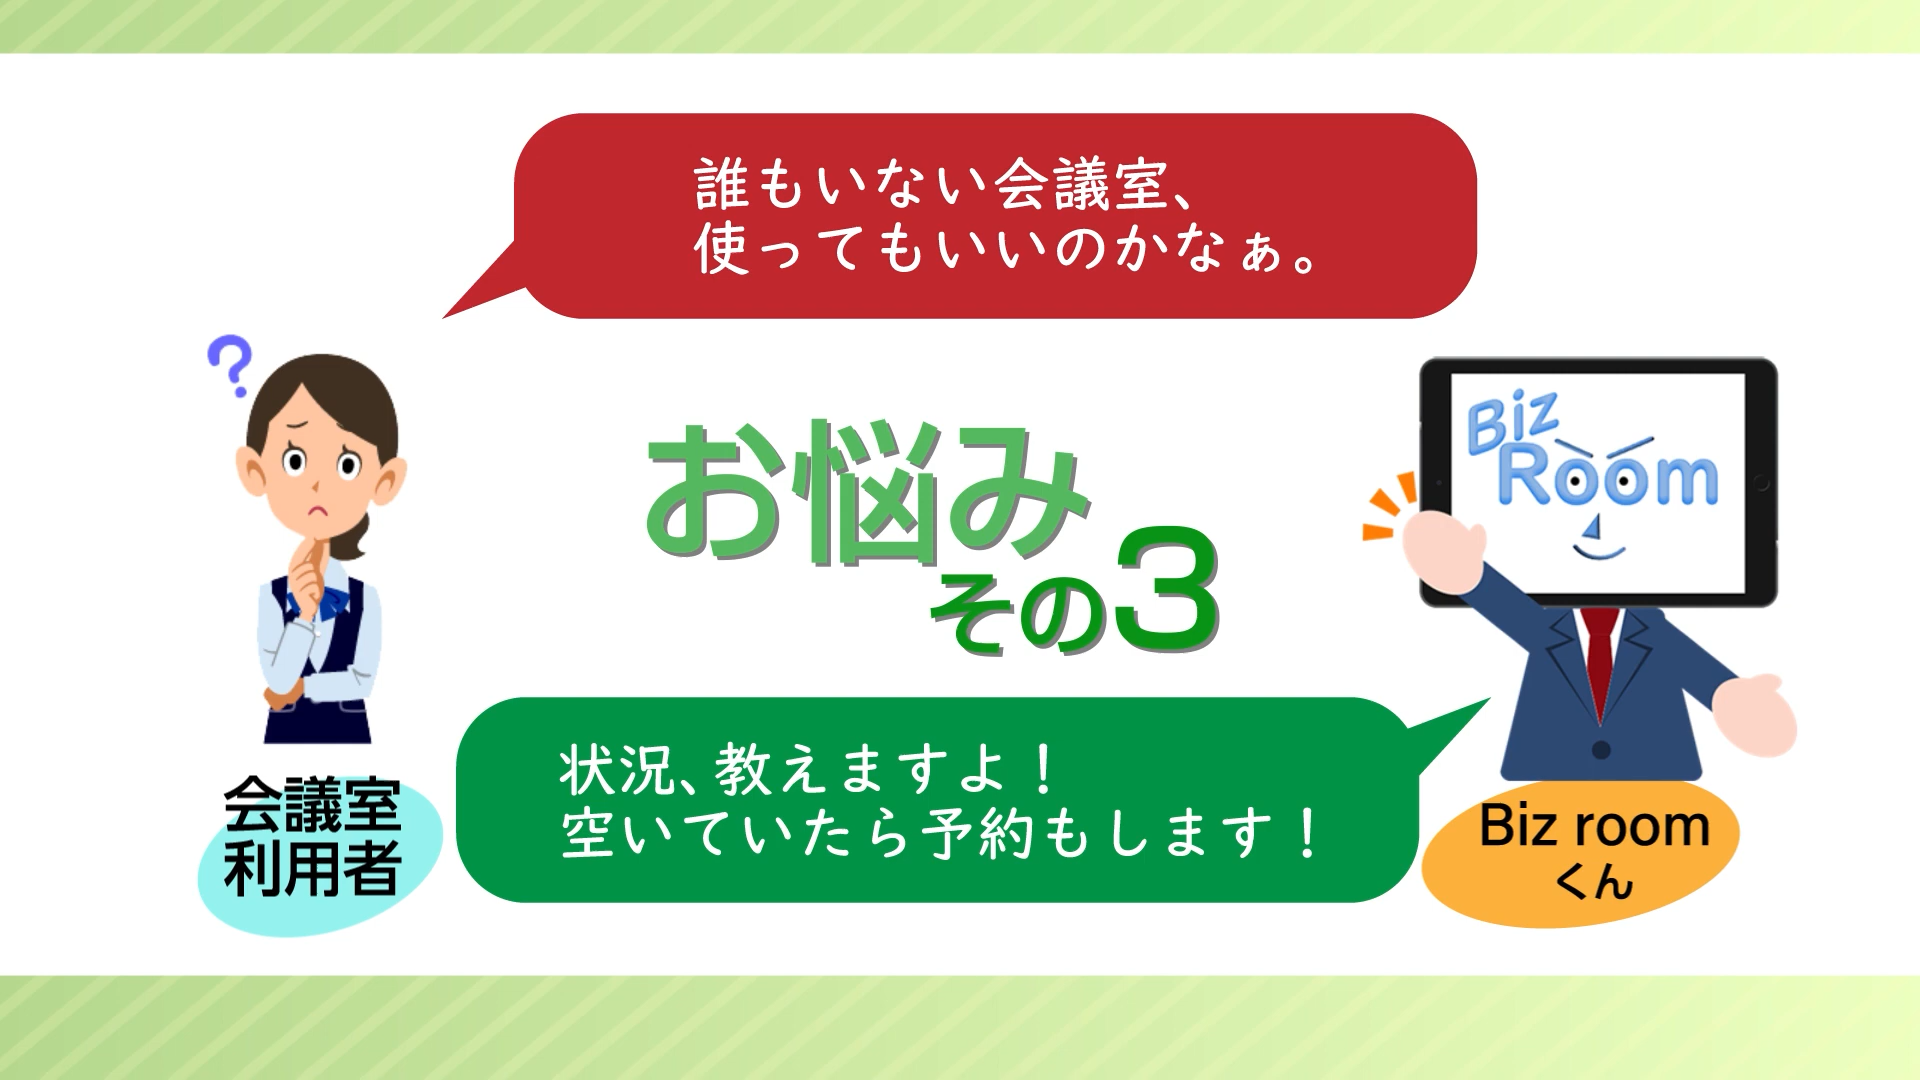 誰もいない会議室、
使ってもいいのかなぁ。
?
Biz
Room
お悩み
その3
状況、教えますよ！
空いていたら予約もします！
会議室
利用者
Biz room
くん